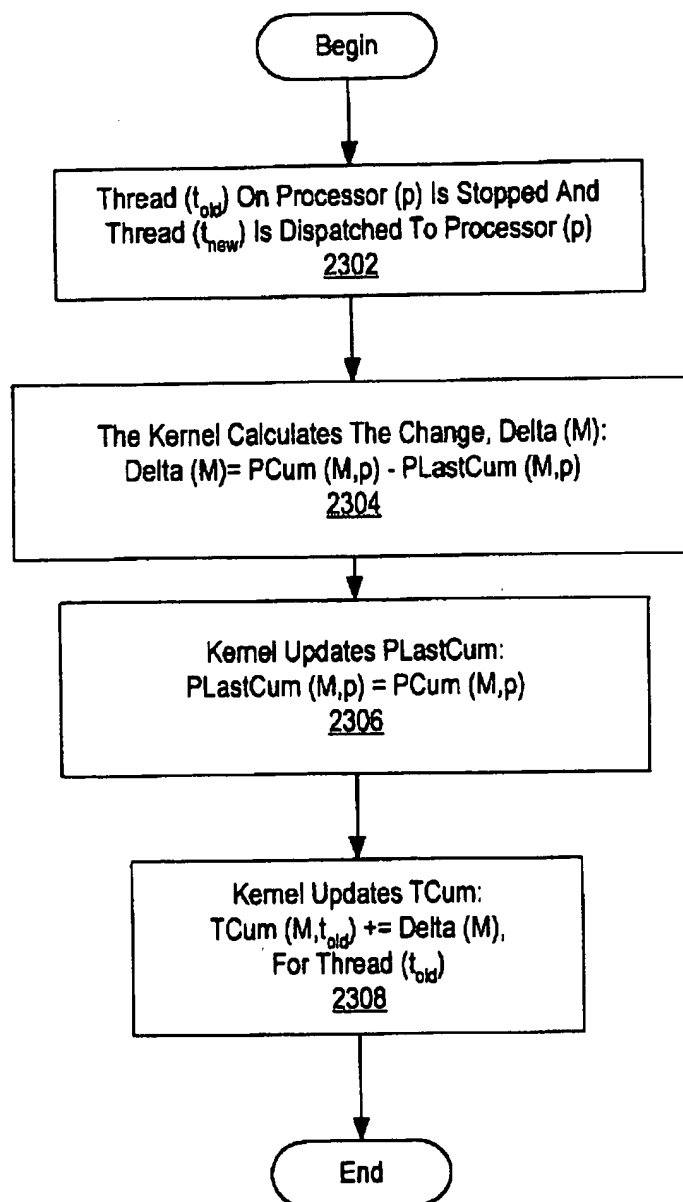 Begin
Thread (t_old) On Processor (p) Is Stopped And
Thread (t_new) Is Dispatched To Processor (p)
2302
The Kernel Calculates The Change, Delta (M):
Delta (M)= PCum (M,p) - PLastCum (M,p)
2304
Kernel Updates PLastCum:
PLastCum (M,p) = PCum (M,p)
2306
Kernel Updates TCum:
TCum (M,t_old) += Delta (M),
For Thread (t_old)
2308
End